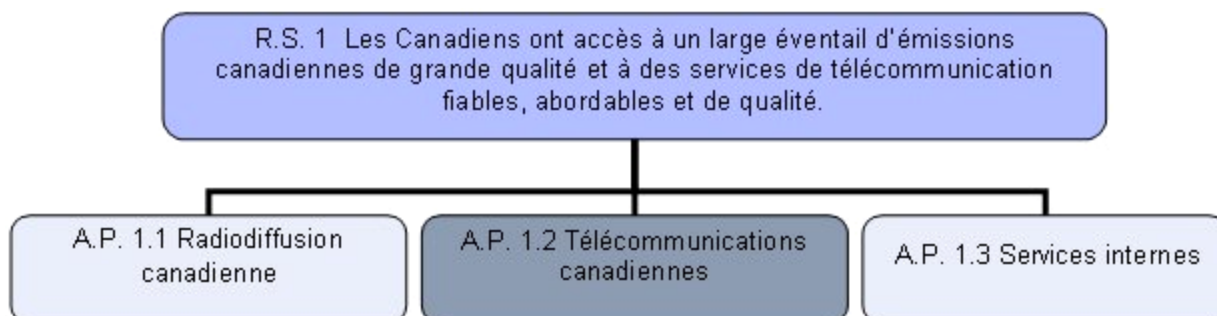 R.S. 1 Les Canadiens ont accès à un large éventail d'émissions
canadiennes de grande qualité et à des services de télécommunication
fiables, abordables et de qualité.
A.P. 1.1 Radiodiffusion
canadienne
A.P. 1.2 Télécommunications
canadiennes
A.P. 1.3 Services internes